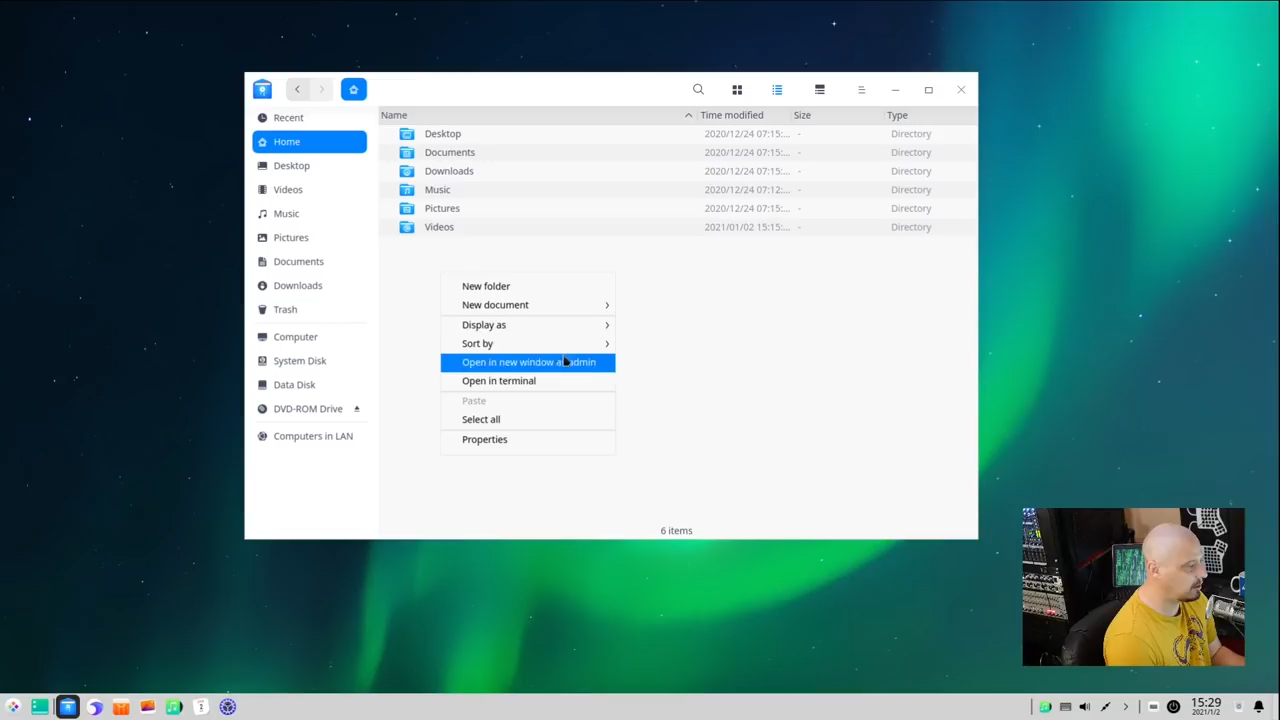 Recent
Home
Desktop
Videos
Music
Pictures
Documents
Downloads
Trash
Computer
System Disk
Data Disk
DVD-ROM Drive
Computers in LAN
Name Time modified Size Type
Desktop 2020/12/24 07:15:... - Directory
Documents 2020/12/24 07:15:... - Directory
Downloads 2020/12/24 07:15:... - Directory
Music 2020/12/24 07:12:... - Directory
Pictures 2020/12/24 07:15:... - Directory
Videos 2021/01/02 15:15:... - Directory
New folder
New document
Display as
Sort by
Open in new window as admin
Open in terminal
Paste
Select all
Properties
6 items
15:29
2021/1/2